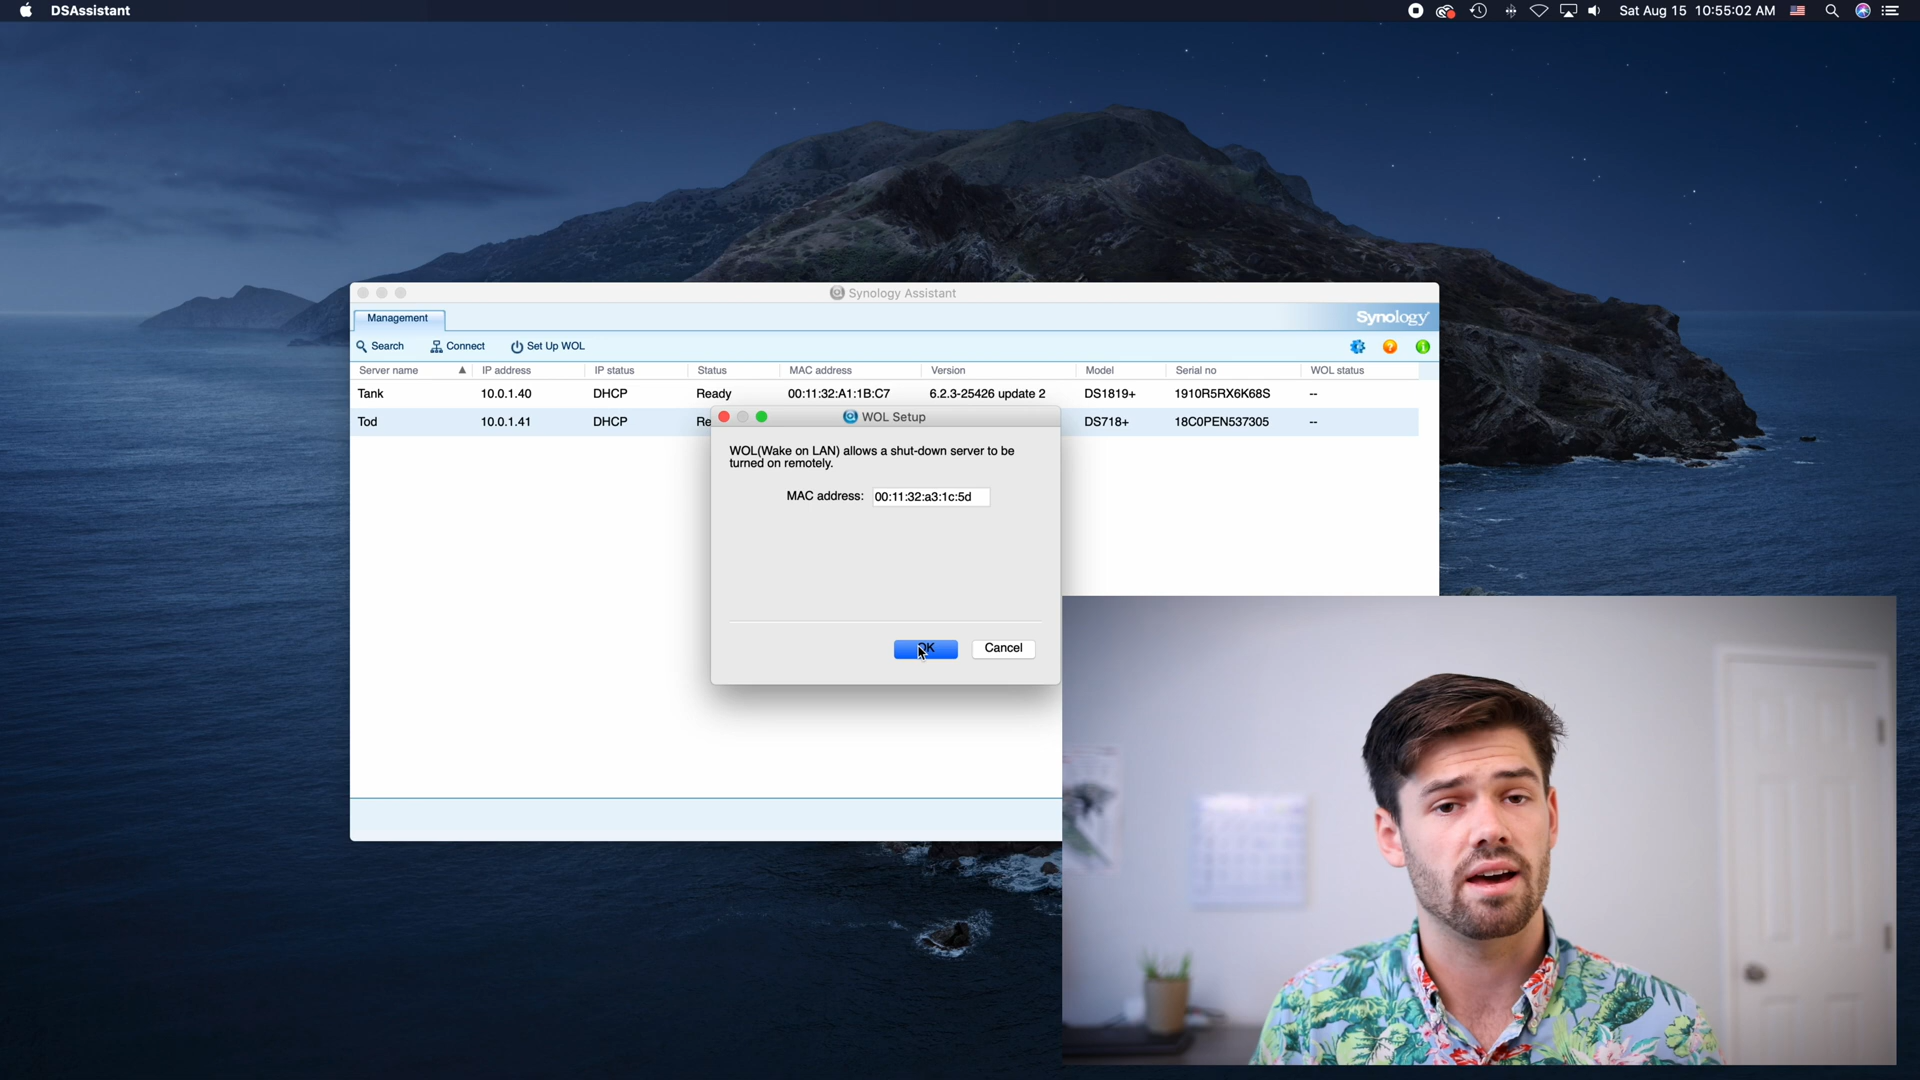 DSAssistant
Sat Aug 15 10:55:02 AM
Synology Assistant
Management
Synology
Search Connect Set Up WOL
Server name IP address IP status Status MAC address Version Model Serial no WOL status
Tank 10.0.1.40 DHCP Ready 00:11:32:A1:1B:C7 6.2.3-25426 update 2 DS1819+ 1910R5RX6K68S --
Tod 10.0.1.41 DHCP Re DS718+ 18C0PEN537305 --
WOL Setup
WOL(Wake on LAN) allows a shut-down server to be
turned on remotely.
MAC address: 00:11:32:a3:1c:5d
OK Cancel